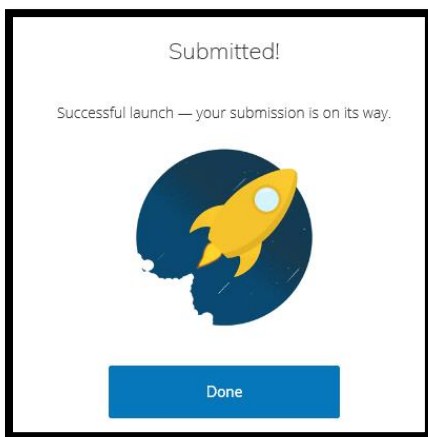 Submitted!
Successful launch — your submission is on its way.
Done